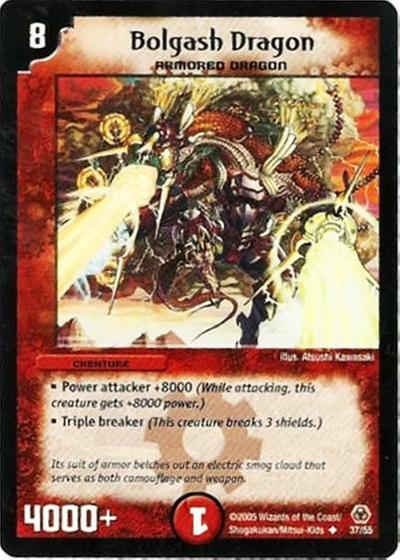 8
Bolgash Dragon
ARMORED DRAGON
illus. Atsushi Kawasaki
CREATURE
▪ Power attacker +8000 (While attacking, this
creature gets +8000 power.)
▪ Triple breaker (This creature breaks 3 shields.)
Its suit of armor belches out an electric smog cloud that
serves as both camouflage and weapon.
4000+
1
©2005 Wizards of the Coast/
Shogakukan/Mitsui-Kids ◆ 37/55